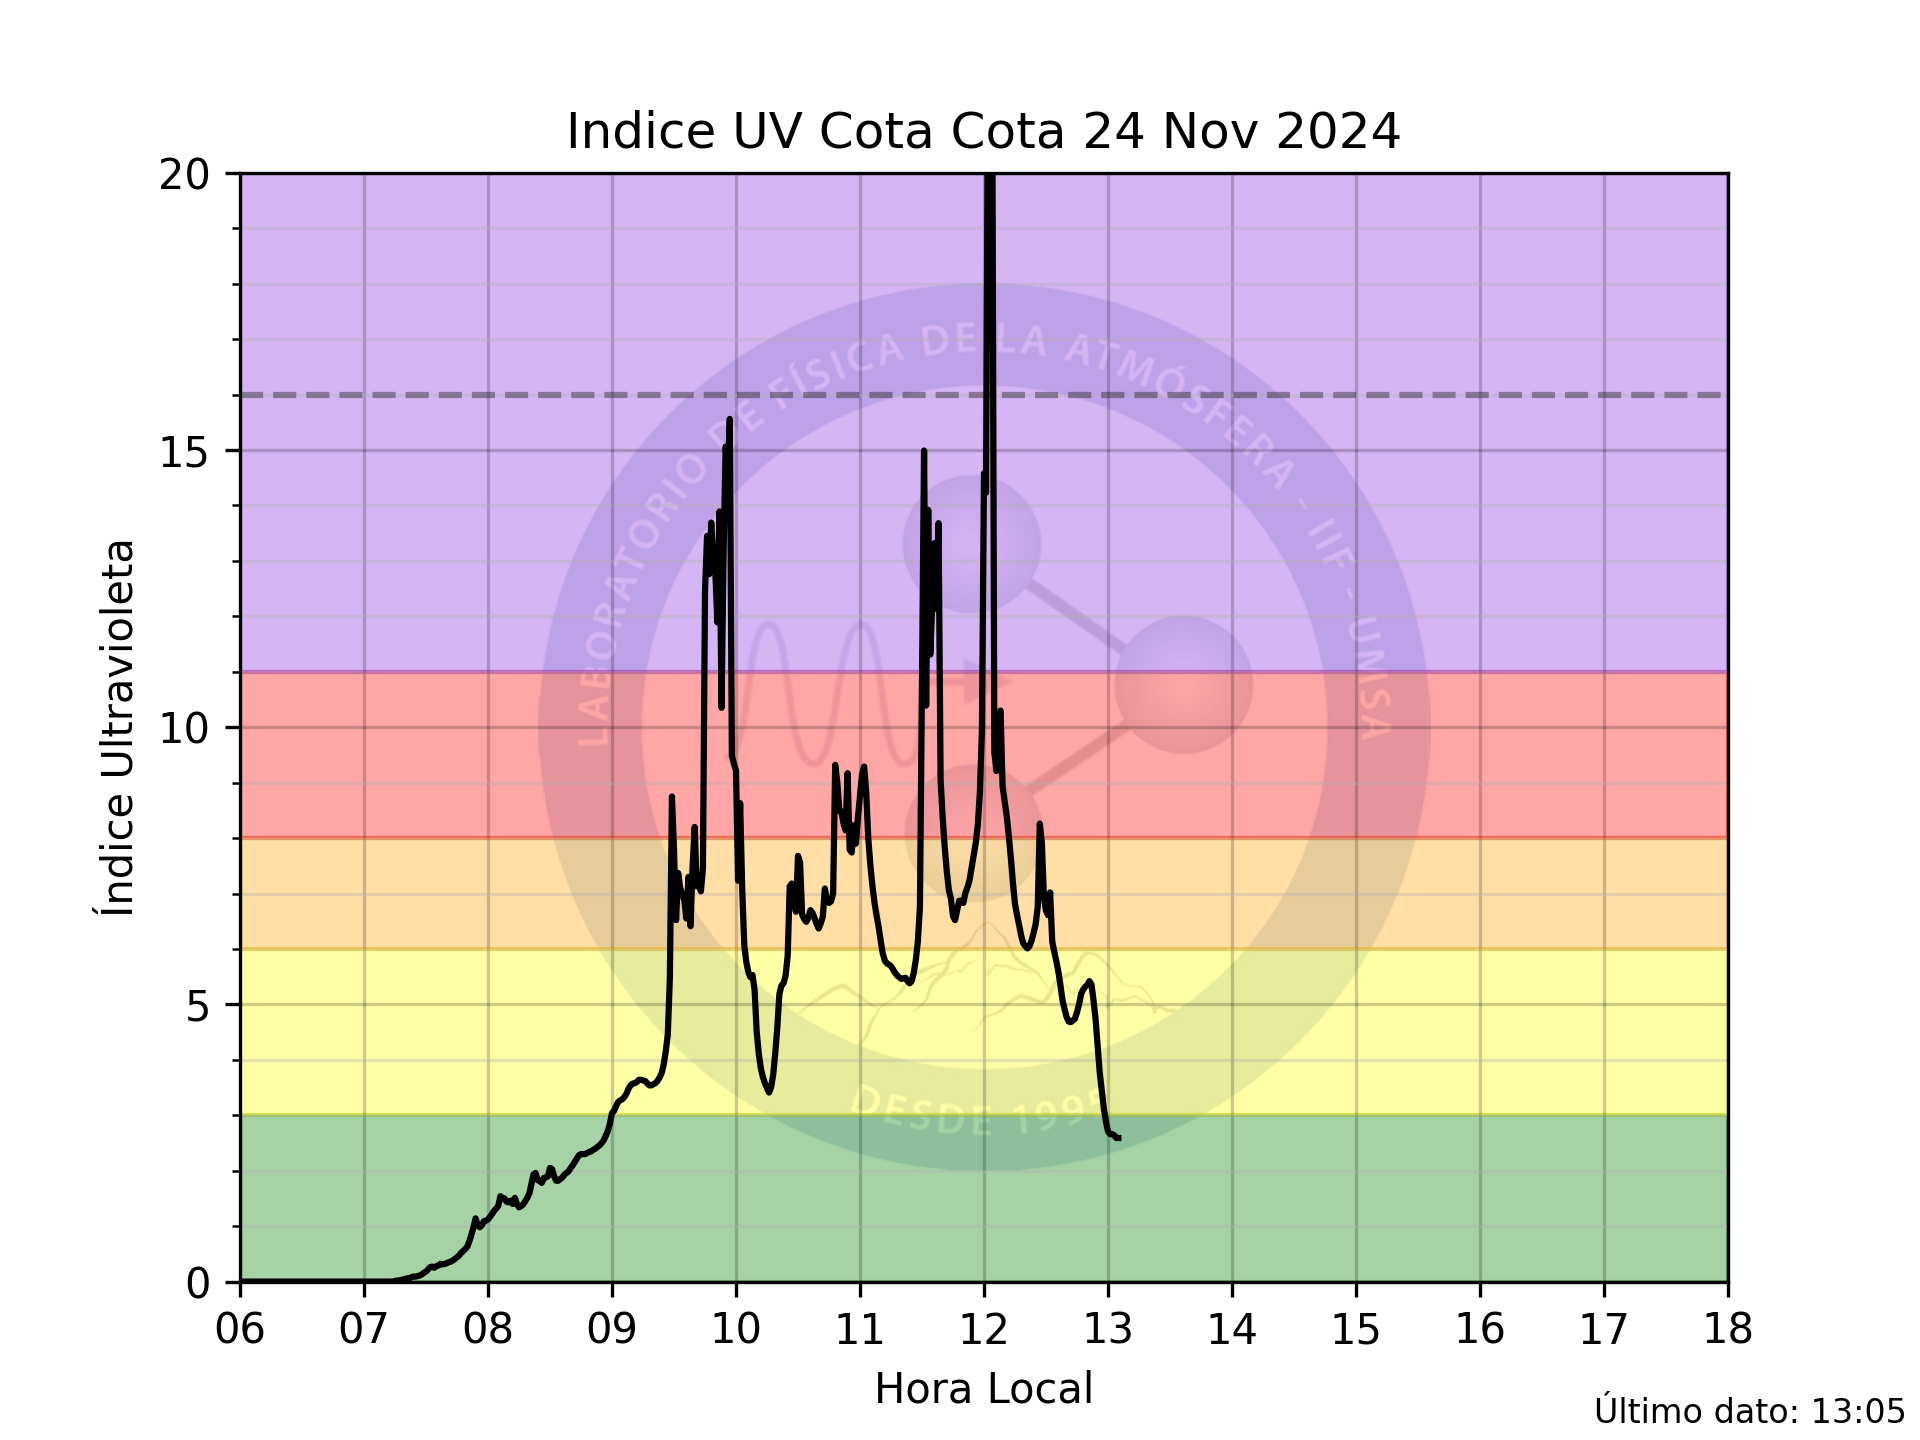 Indice UV Cota Cota 24 Nov 2024
20
15
10
5
0
Índice Ultravioleta
LABORATORIO DE FÍSICA DE LA ATMÓSFERA - IIF - UMSA
DESDE 1995
06 07 08 09 10 11 12 13 14 15 16 17 18
Hora Local
Último dato: 13:05